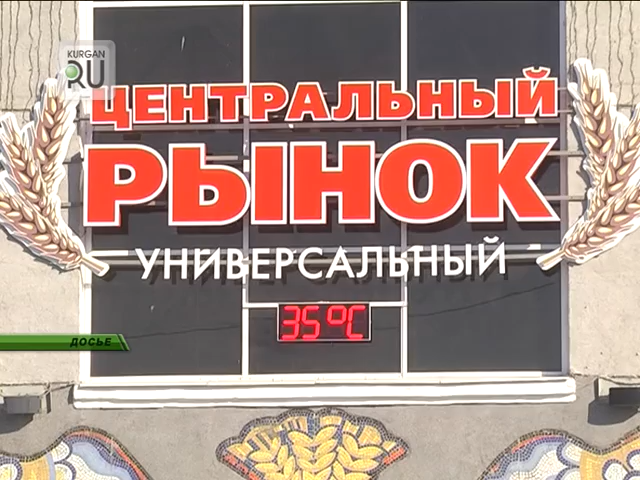 KURGAN
RU
ЦЕНТРАЛЬНЫЙ
РЫНОК
УНИВЕРСАЛЬНЫЙ
35°C
ДОСЬЕ